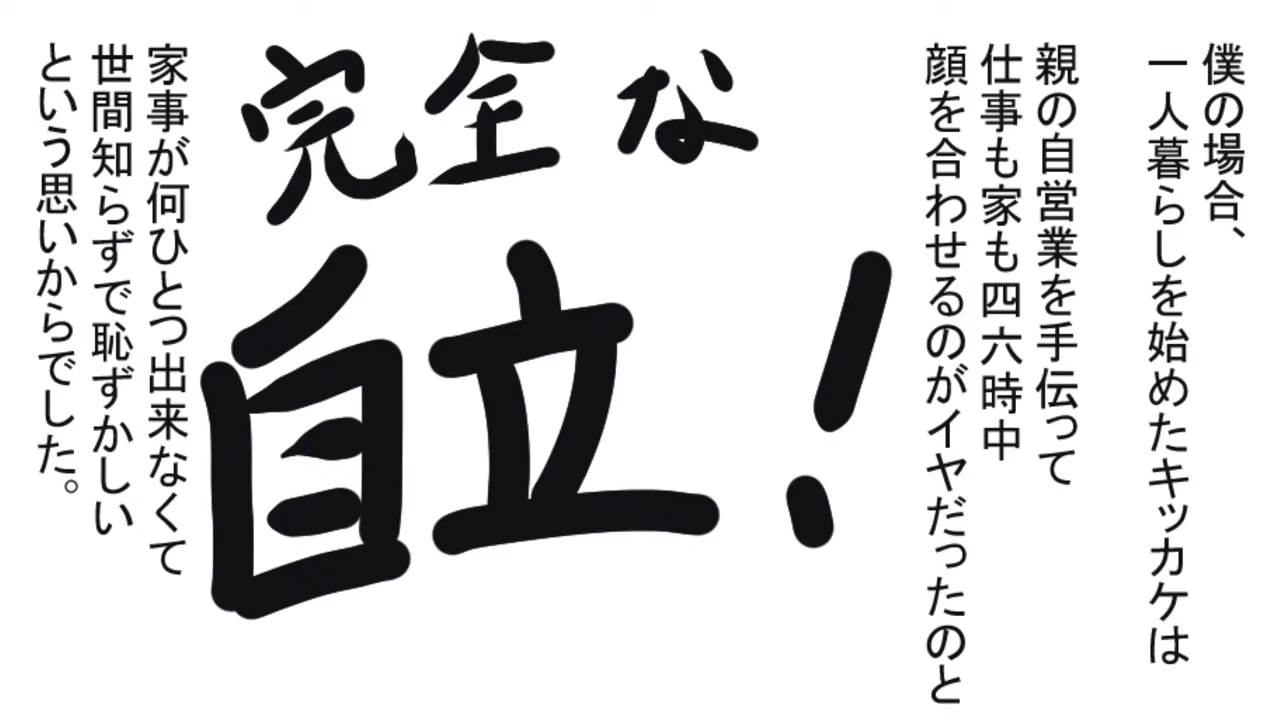 僕の場合、
一人暮らしを始めたキッカケは
親の自営業を手伝って
仕事も家も四六時中
顔を合わせるのがイヤだったのと
完全な
自立!
家事が何ひとつ出来なくて
世間知らずで恥ずかしい
という思いからでした。